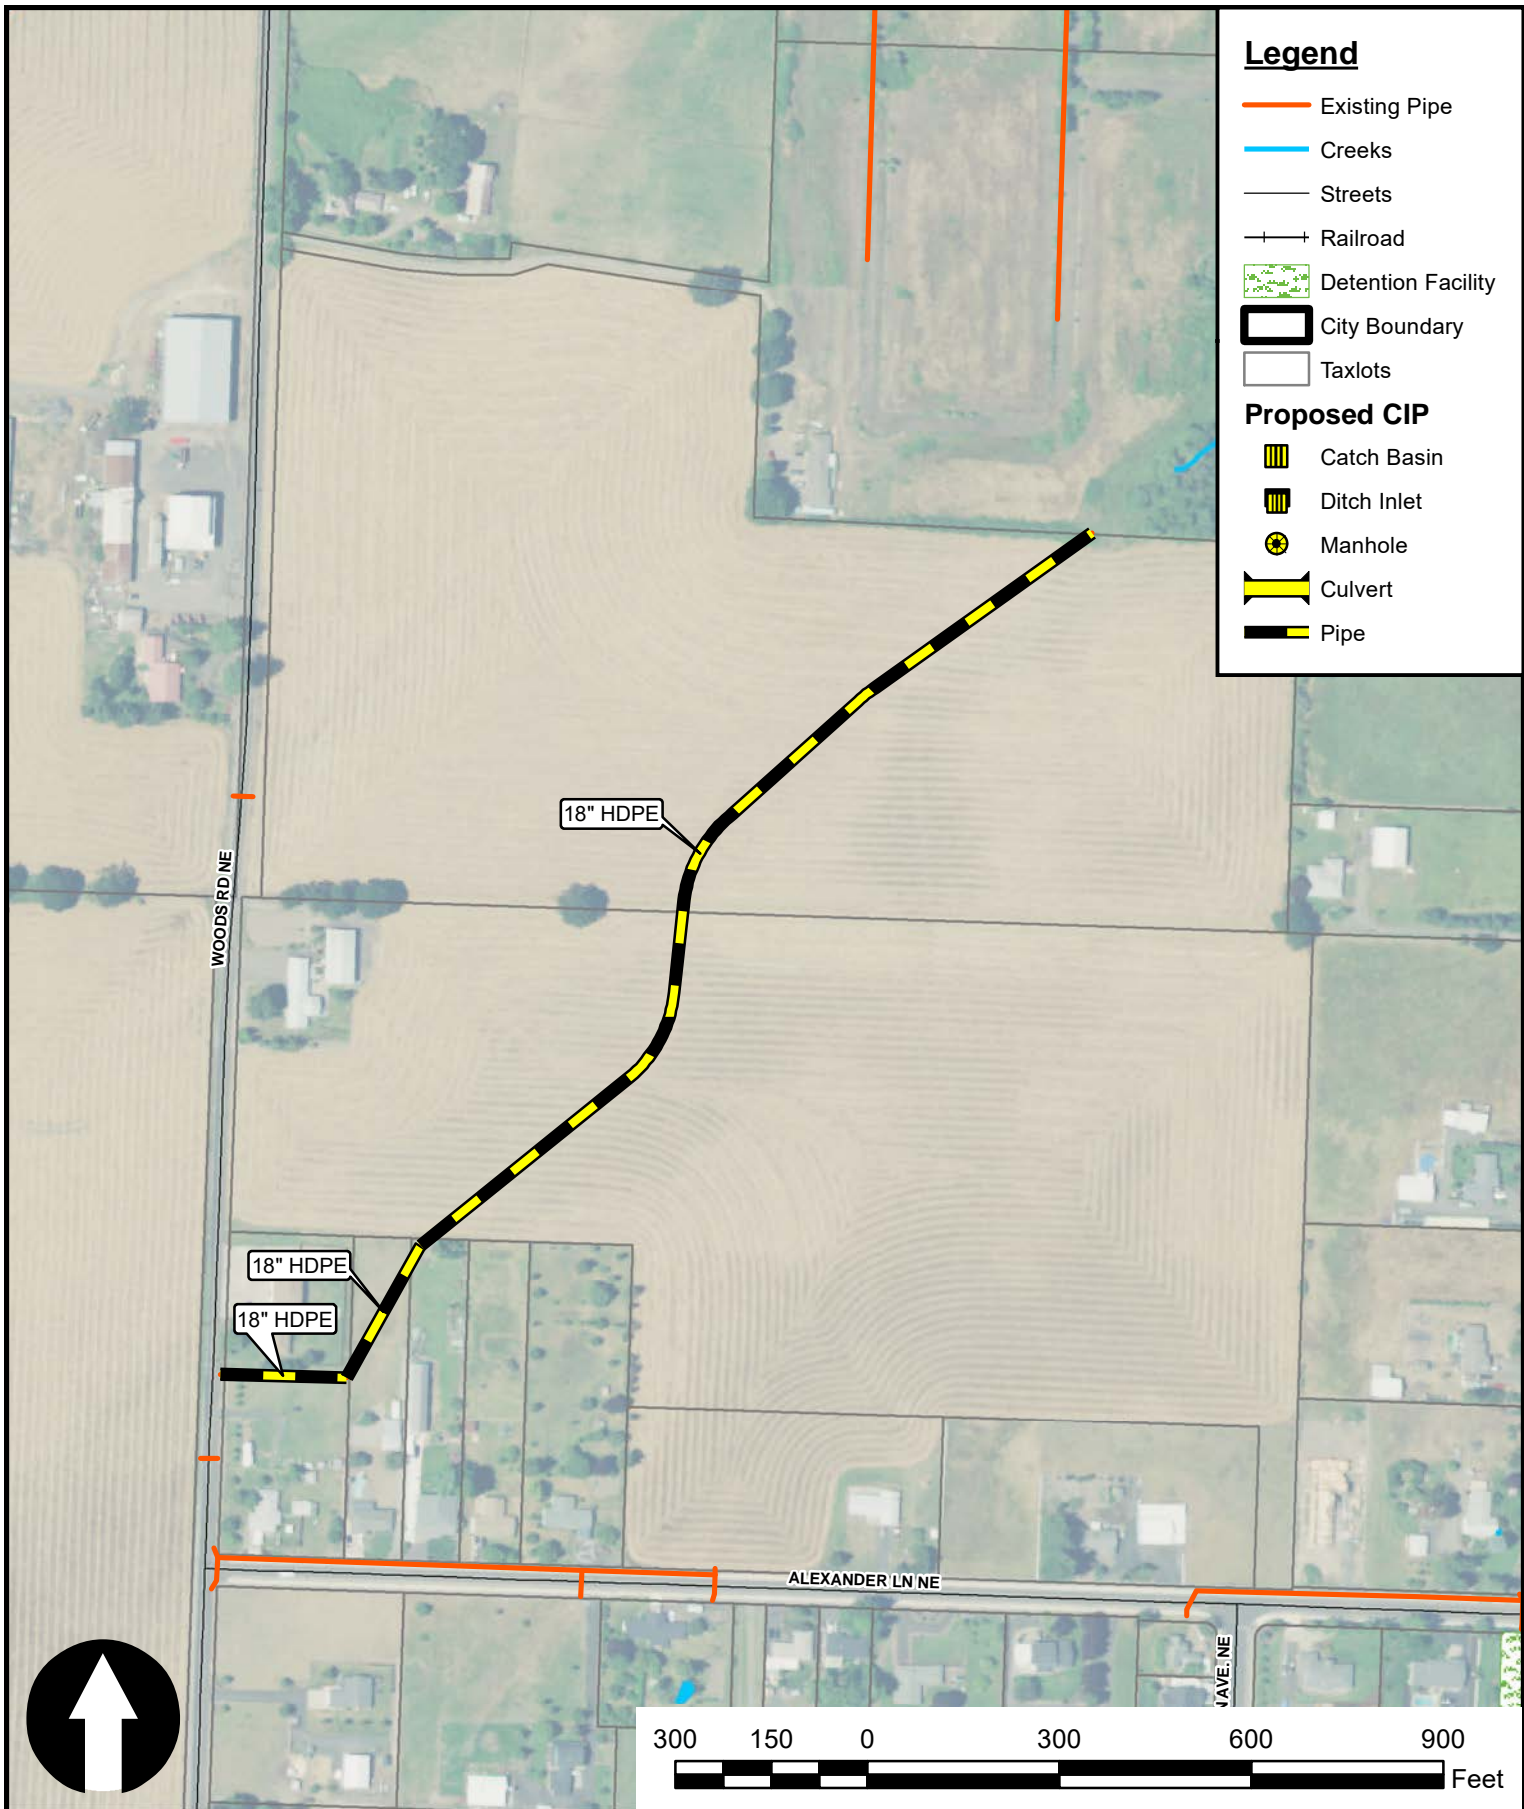 Legend
Existing Pipe
Creeks
Streets
Railroad
Detention Facility
City Boundary
Taxlots
Proposed CIP
Catch Basin
Ditch Inlet
Manhole
Culvert
Pipe
18" HDPE
WOODS RD NE
18" HDPE
18" HDPE
ALEXANDER LN NE
N AVE. NE
300 150 0 300 600 900
Feet